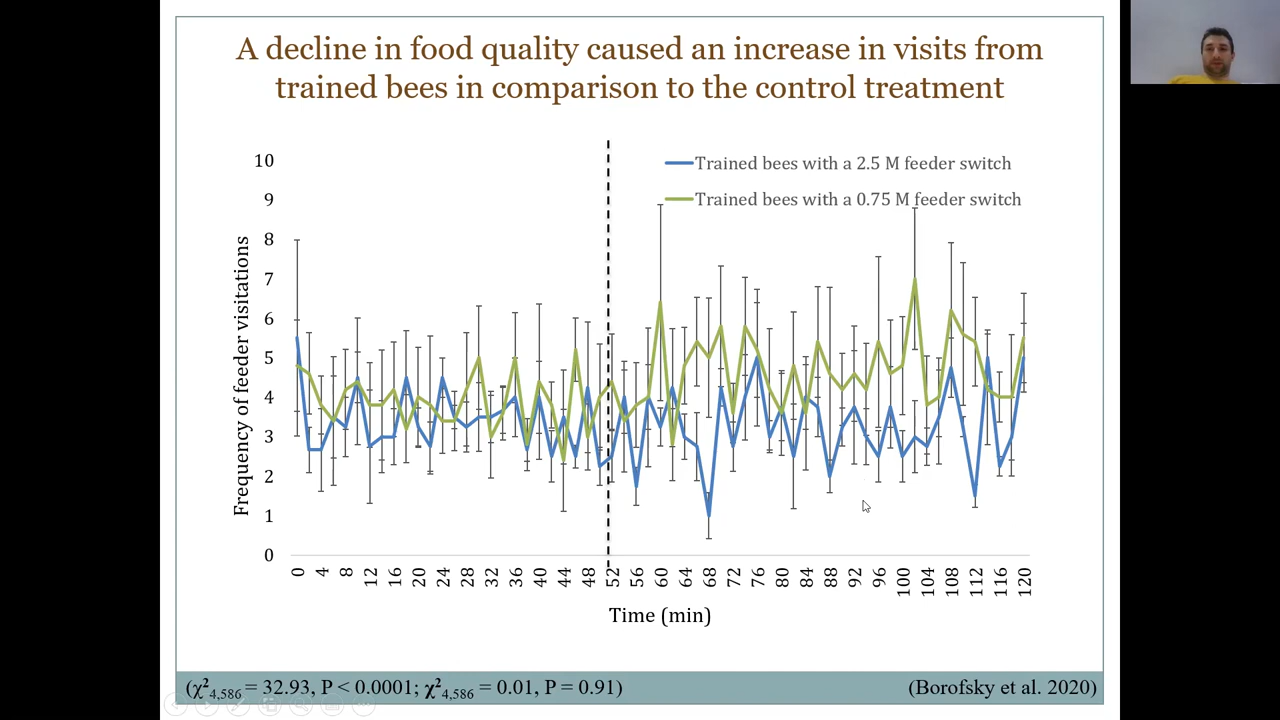 A decline in food quality caused an increase in visits from
trained bees in comparison to the control treatment
Trained bees with a 2.5 M feeder switch
Trained bees with a 0.75 M feeder switch
Frequency of feeder visitations
10
9
8
7
6
5
4
3
2
1
0
0 4 8 12 16 20 24 28 32 36 40 44 48 52 56 60 64 68 72 76 80 84 88 92 96 100 104 108 112 116 120
Time (min)
(χ²4,586 = 32.93, P < 0.0001; χ²4,586 = 0.01, P = 0.91)
(Borofsky et al. 2020)